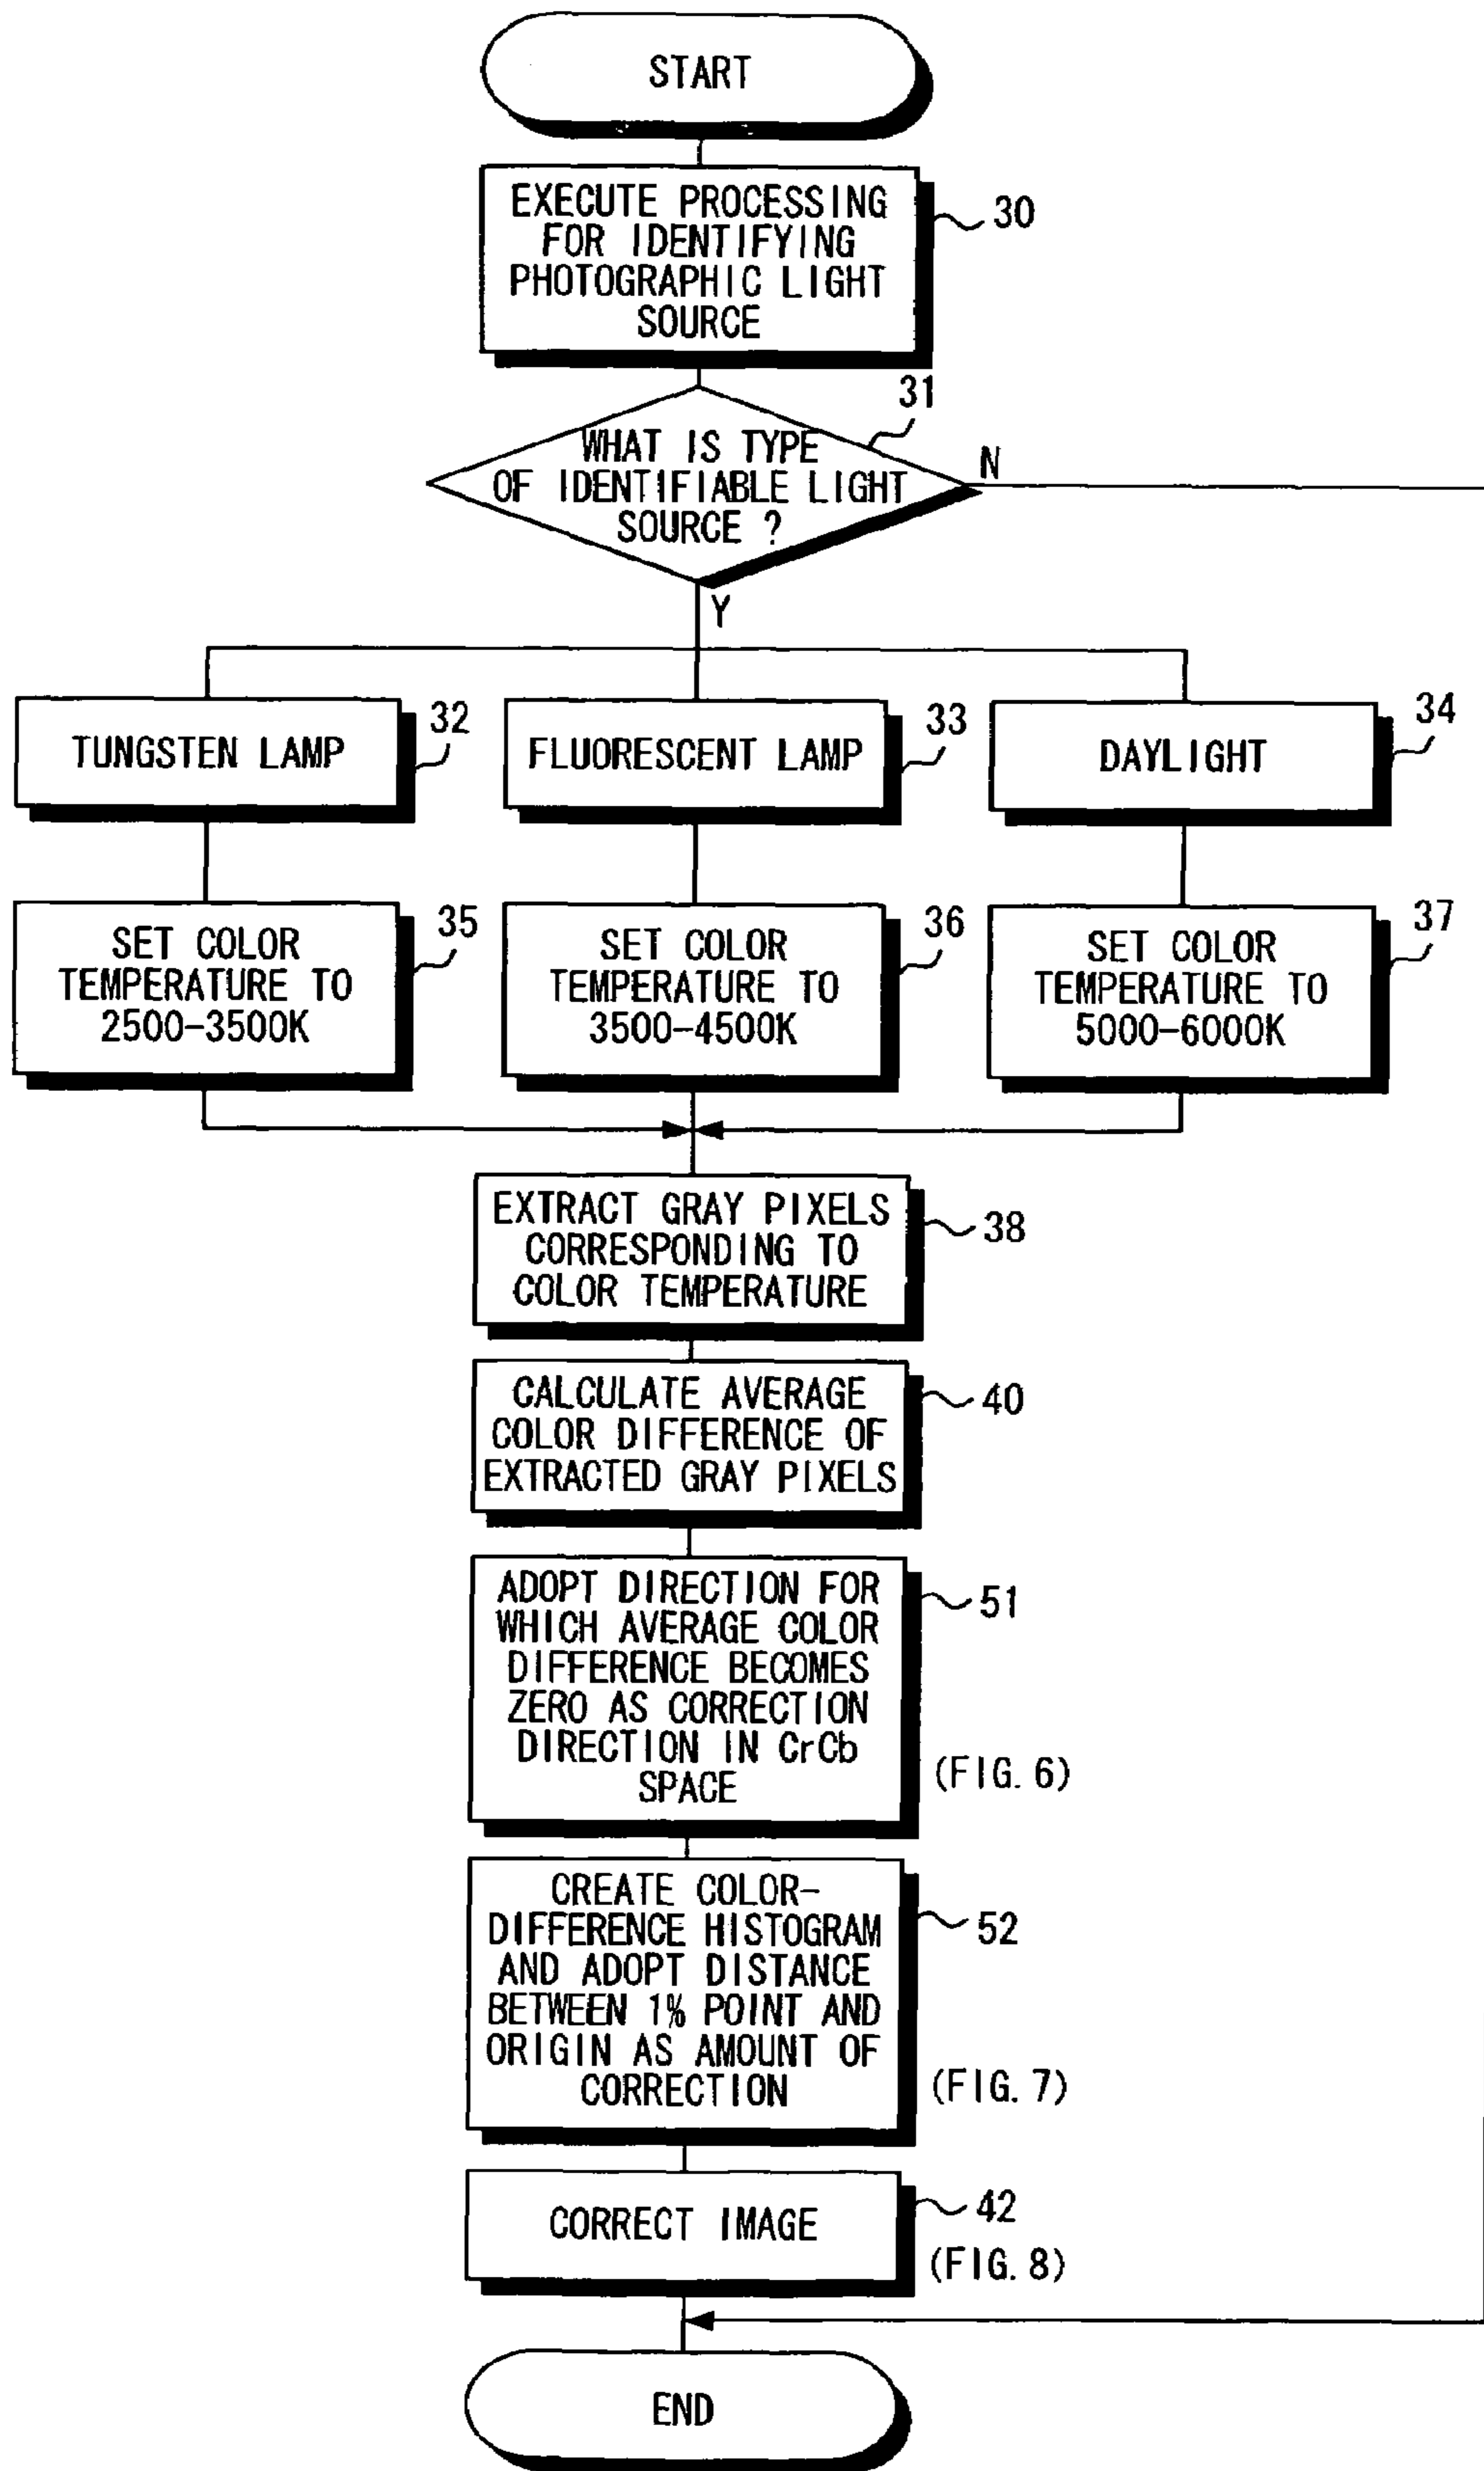 START
EXECUTE PROCESSING
FOR IDENTIFYING
PHOTOGRAPHIC LIGHT
SOURCE
30
31
WHAT IS TYPE
OF IDENTIFIABLE LIGHT
SOURCE ?
N
Y
TUNGSTEN LAMP
32
FLUORESCENT LAMP
33
DAYLIGHT
34
SET COLOR
TEMPERATURE TO
2500-3500K
35
SET COLOR
TEMPERATURE TO
3500-4500K
36
SET COLOR
TEMPERATURE TO
5000-6000K
37
EXTRACT GRAY PIXELS
CORRESPONDING TO
COLOR TEMPERATURE
38
CALCULATE AVERAGE
COLOR DIFFERENCE OF
EXTRACTED GRAY PIXELS
40
ADOPT DIRECTION FOR
WHICH AVERAGE COLOR
DIFFERENCE BECOMES
ZERO AS CORRECTION
DIRECTION IN CrCb
SPACE
51
(FIG. 6)
CREATE COLOR-
DIFFERENCE HISTOGRAM
AND ADOPT DISTANCE
BETWEEN 1% POINT AND
ORIGIN AS AMOUNT OF
CORRECTION
52
(FIG. 7)
CORRECT IMAGE
42
(FIG. 8)
END